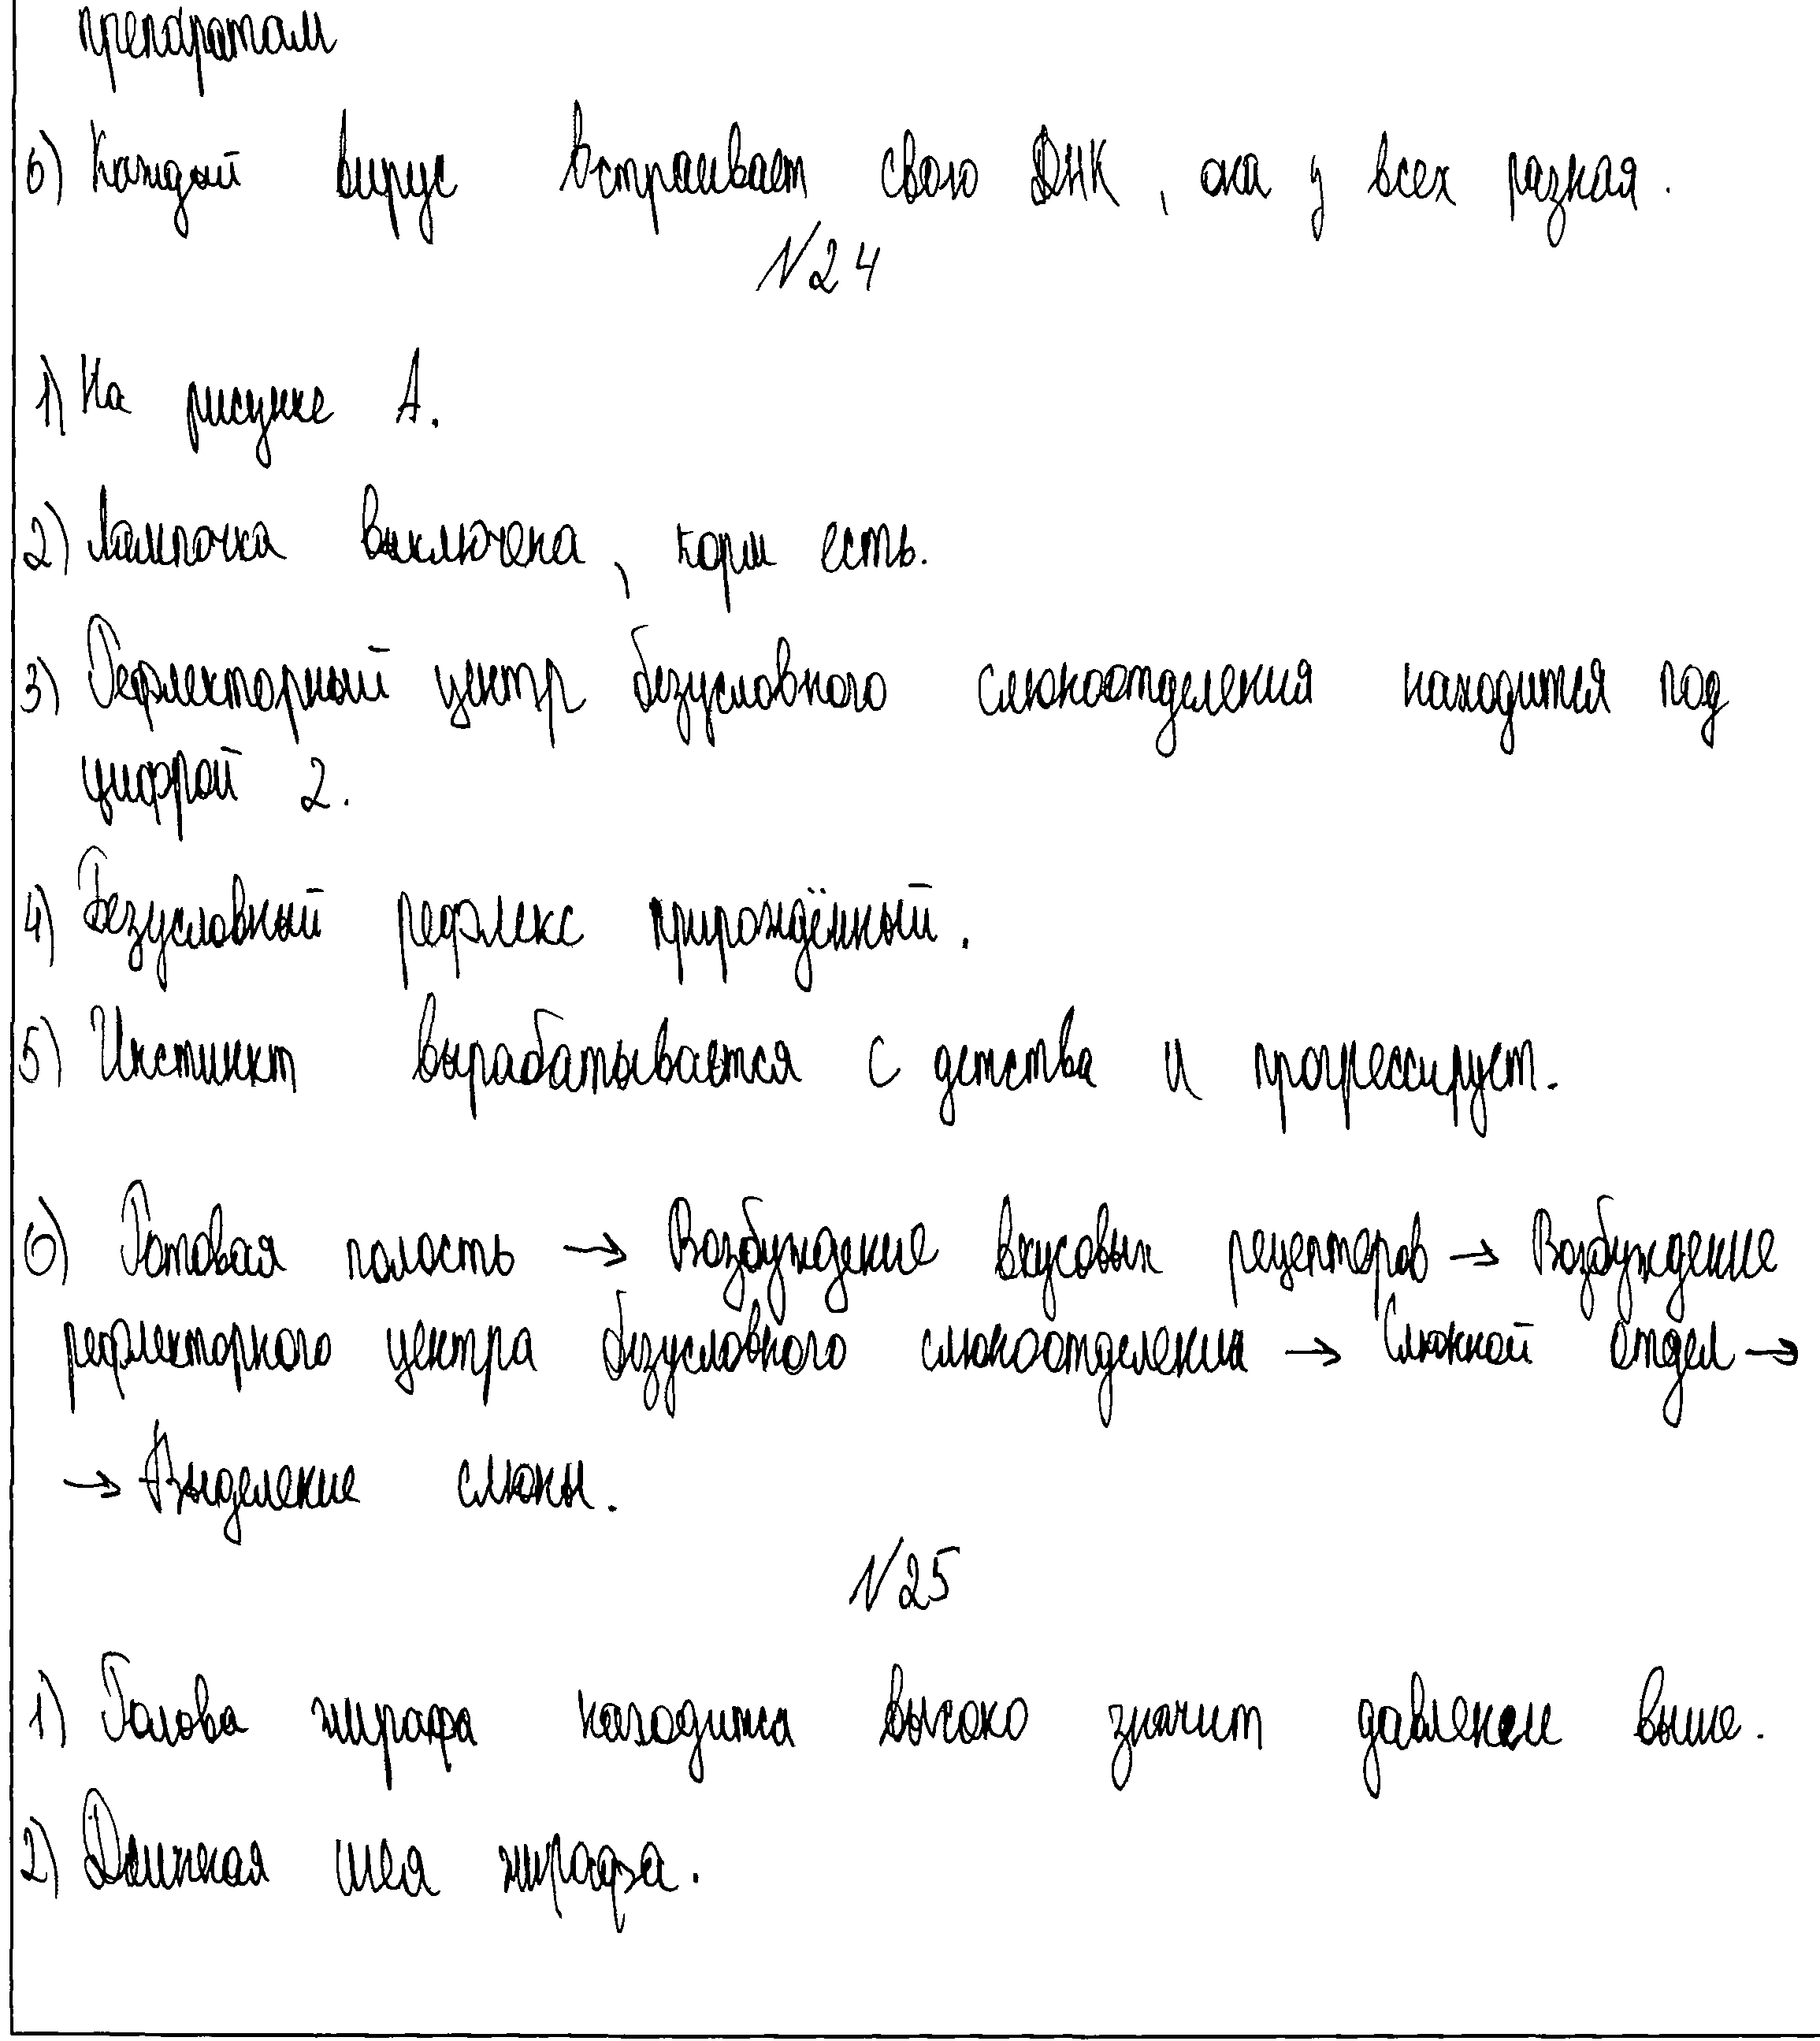 препаратам
6) Каждый вирус встраивает свою ДНК, она у всех разная.
№24
1) На рисунке А.
2) Лампочка выключена, корм есть.
3) Рефлекторный центр безусловного слюноотделения находится под
цифрой 2.
4) Безусловный рефлекс прирождённый.
5) Инстинкт вырабатывается с детства и прогрессирует.
6) Ротовая полость → Возбуждение вкусовых рецепторов → Возбуждение
рефлекторного центра безусловного слюноотделения → Слюнной отдел →
→ Выделение слюны.
№25
1) Голова жирафа находится высоко значит давление выше.
2) Длинная шея жирафа.